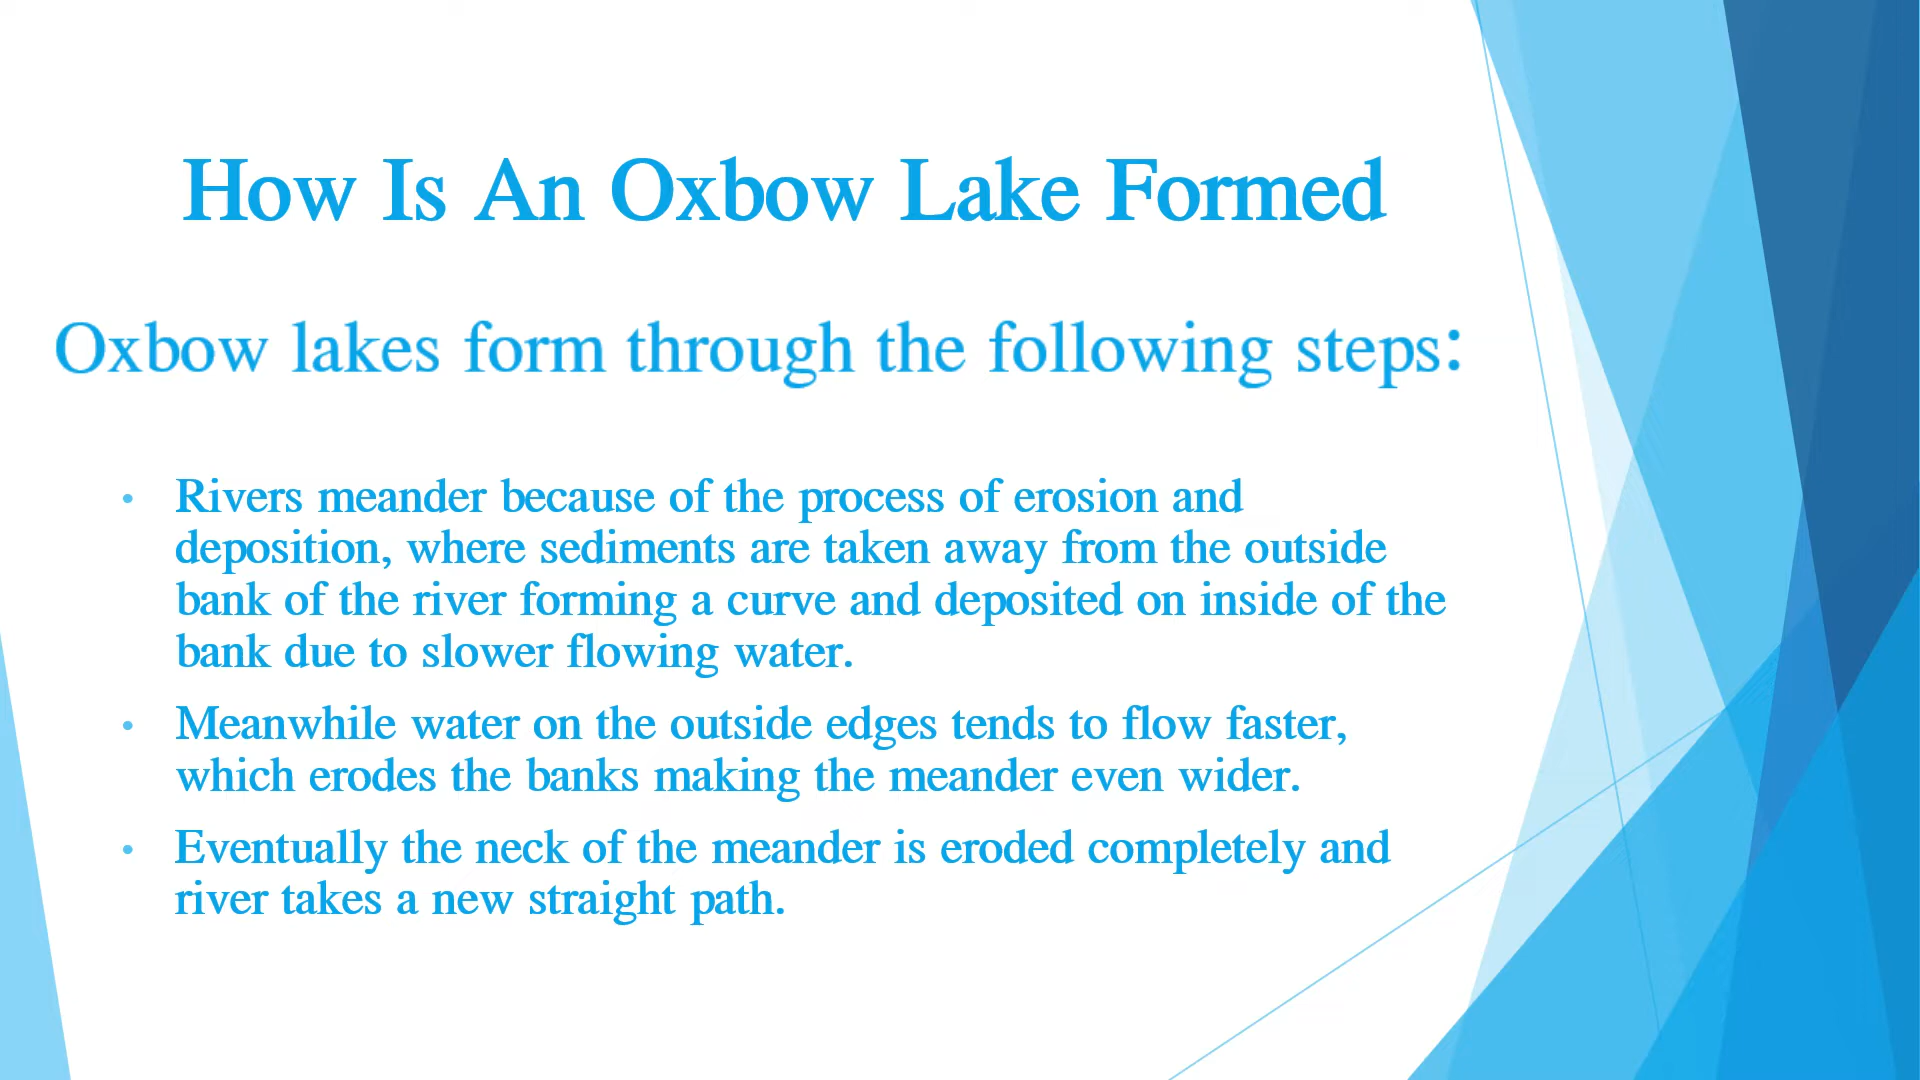 How Is An Oxbow Lake Formed
Oxbow lakes form through the following steps:
• Rivers meander because of the process of erosion and
deposition, where sediments are taken away from the outside
bank of the river forming a curve and deposited on inside of the
bank due to slower flowing water.
• Meanwhile water on the outside edges tends to flow faster,
which erodes the banks making the meander even wider.
• Eventually the neck of the meander is eroded completely and
river takes a new straight path.